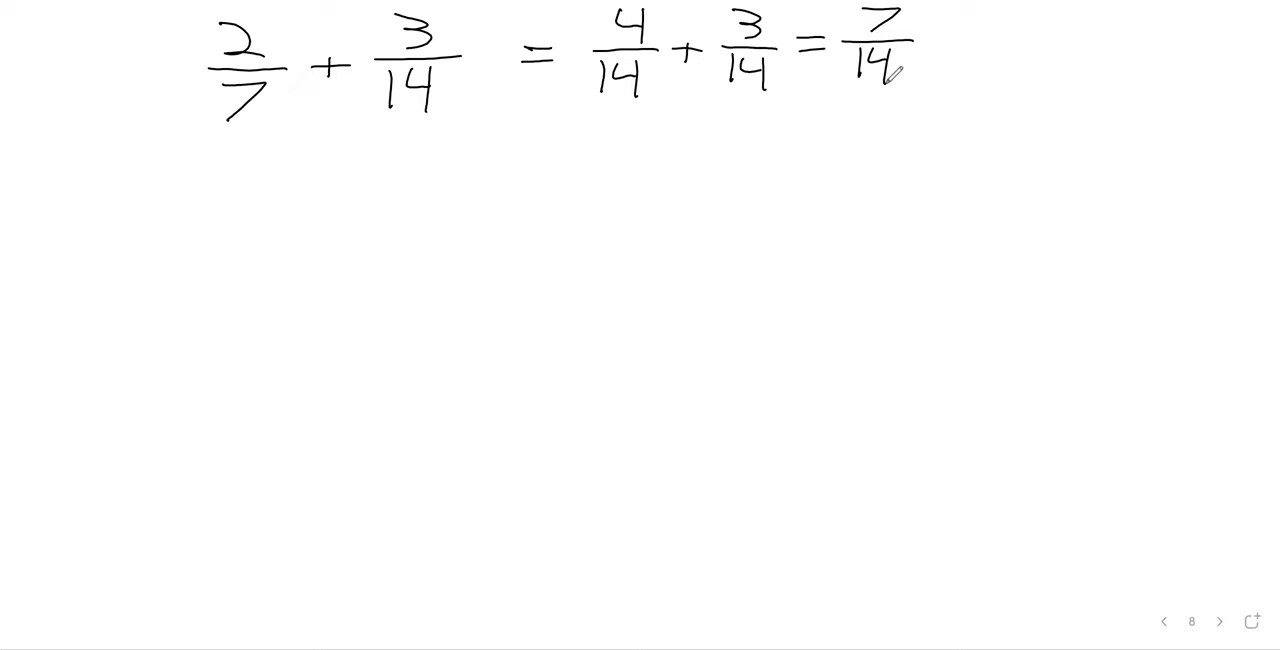 2/7 + 3/14 = 4/14 + 3/14 = 7/14
8